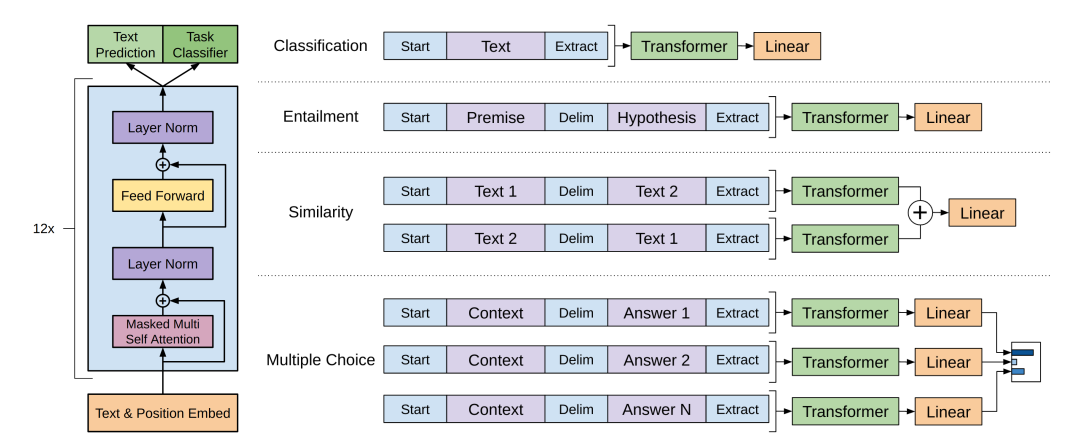 Text
Prediction
Task
Classifier
12x
Layer Norm
Feed Forward
Layer Norm
Masked Multi
Self Attention
Text & Position Embed
Classification Start Text Extract Transformer Linear
Entailment Start Premise Delim Hypothesis Extract Transformer Linear
Similarity
Start Text 1 Delim Text 2 Extract Transformer
Linear
Start Text 2 Delim Text 1 Extract Transformer
Start Context Delim Answer 1 Extract Transformer Linear
Multiple Choice Start Context Delim Answer 2 Extract Transformer Linear
Start Context Delim Answer N Extract Transformer Linear